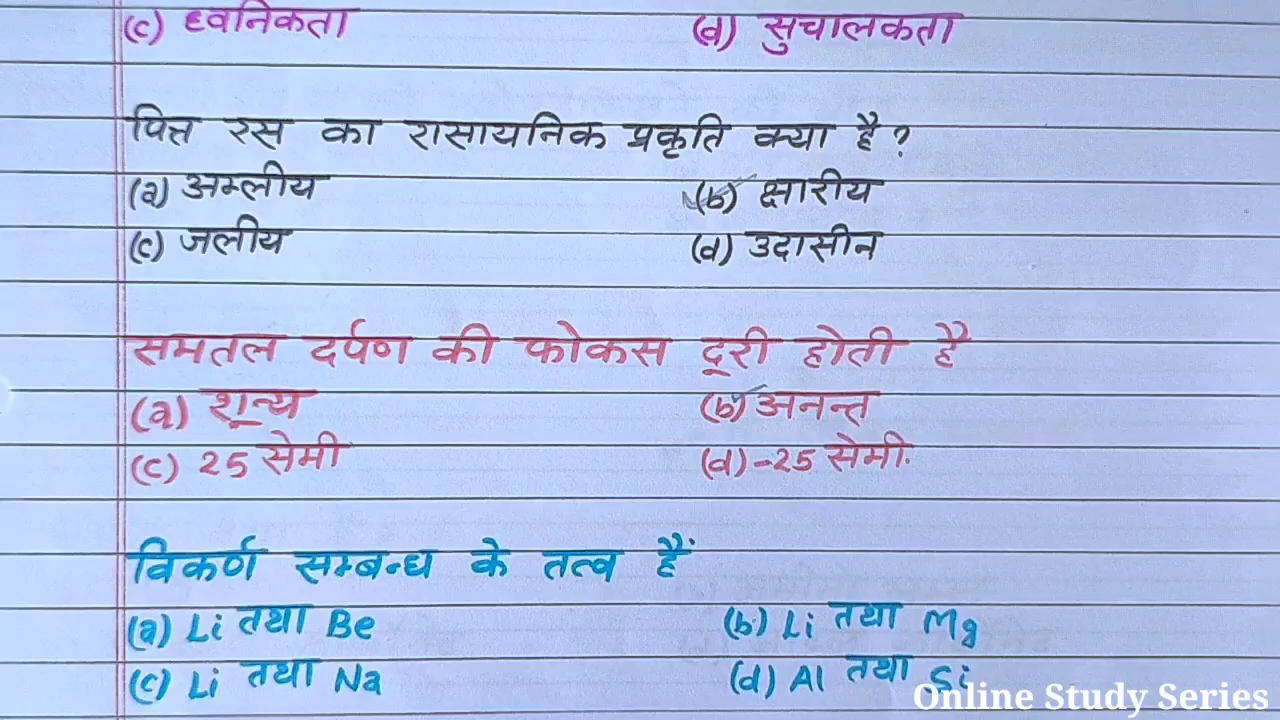 (c) ध्वनिकता (d) सुचालकता
पित्त रस का रासायनिक प्रकृति क्या है?
(a) अम्लीय (b) क्षारीय
(c) जलीय (d) उदासीन
समतल दर्पण की फोकस दूरी होती है
(a) शून्य (b) अनन्त
(c) 25 सेमी (d) -25 सेमी.
विकर्ण सम्बन्ध के तत्व हैं
(a) Li तथा Be (b) Li तथा Mg
(c) Li तथा Na (d) Al तथा Si
Online Study Series